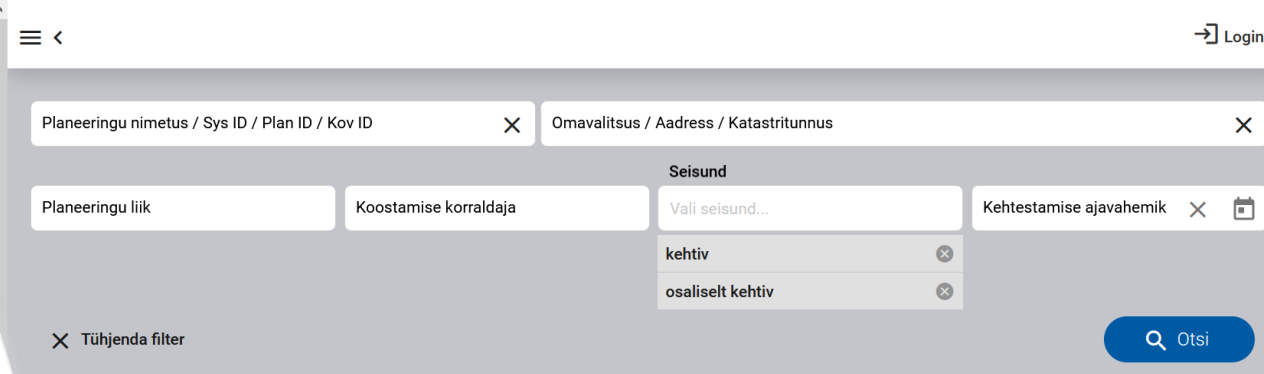 Login
Planeeringu nimetus / Sys ID / Plan ID / Kov ID
Omavalitsus / Aadress / Katastritunnus
Seisund
Planeeringu liik
Koostamise korraldaja
Vali seisund...
Kehtestamise ajavahemik
kehtiv
osaliselt kehtiv
Tühjenda filter
Otsi